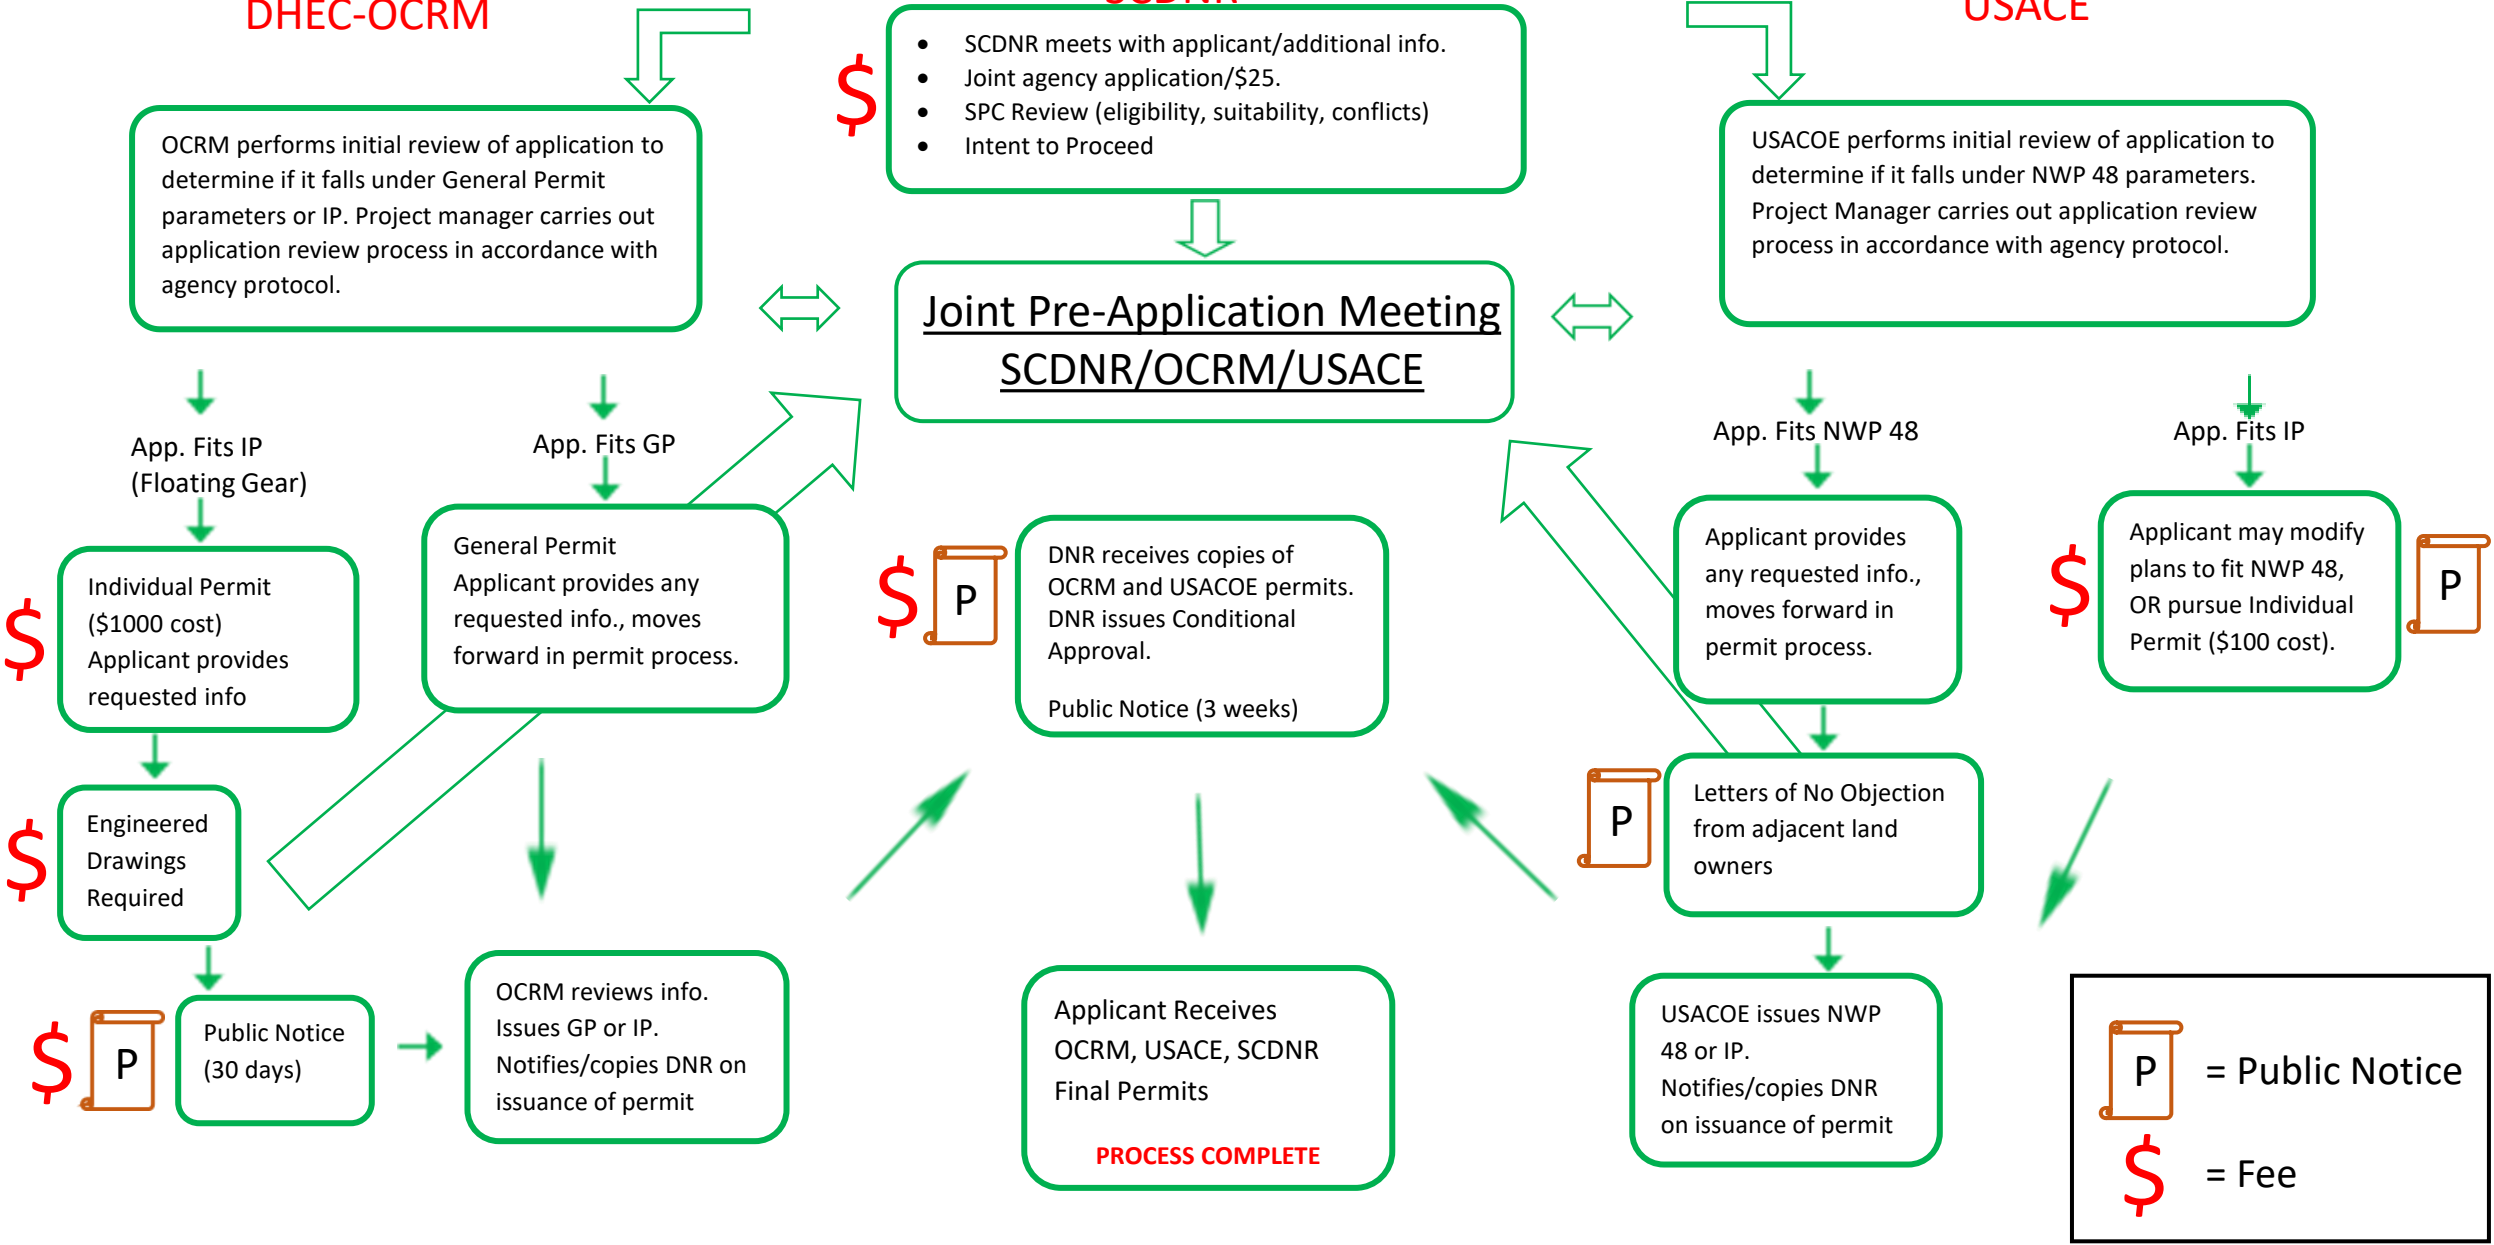 DHEC-OCRM
SCDNR
USACE
$
• SCDNR meets with applicant/additional info.
• Joint agency application/$25.
• SPC Review (eligibility, suitability, conflicts)
• Intent to Proceed
OCRM performs initial review of application to
determine if it falls under General Permit
parameters or IP. Project manager carries out
application review process in accordance with
agency protocol.
USACOE performs initial review of application to
determine if it falls under NWP 48 parameters.
Project Manager carries out application review
process in accordance with agency protocol.
Joint Pre-Application Meeting
SCDNR/OCRM/USACE
App. Fits IP
(Floating Gear)
App. Fits GP
App. Fits NWP 48
App. Fits IP
$
Individual Permit
($1000 cost)
Applicant provides
requested info
General Permit
Applicant provides any
requested info., moves
forward in permit process.
$
P
DNR receives copies of
OCRM and USACOE permits.
DNR issues Conditional
Approval.
Public Notice (3 weeks)
Applicant provides
any requested info.,
moves forward in
permit process.
$
Applicant may modify
plans to fit NWP 48,
OR pursue Individual
Permit ($100 cost).
P
$
Engineered
Drawings
Required
P
Letters of No Objection
from adjacent land
owners
$
P
Public Notice
(30 days)
OCRM reviews info.
Issues GP or IP.
Notifies/copies DNR on
issuance of permit
Applicant Receives
OCRM, USACE, SCDNR
Final Permits
PROCESS COMPLETE
USACOE issues NWP
48 or IP.
Notifies/copies DNR
on issuance of permit
P = Public Notice
$ = Fee